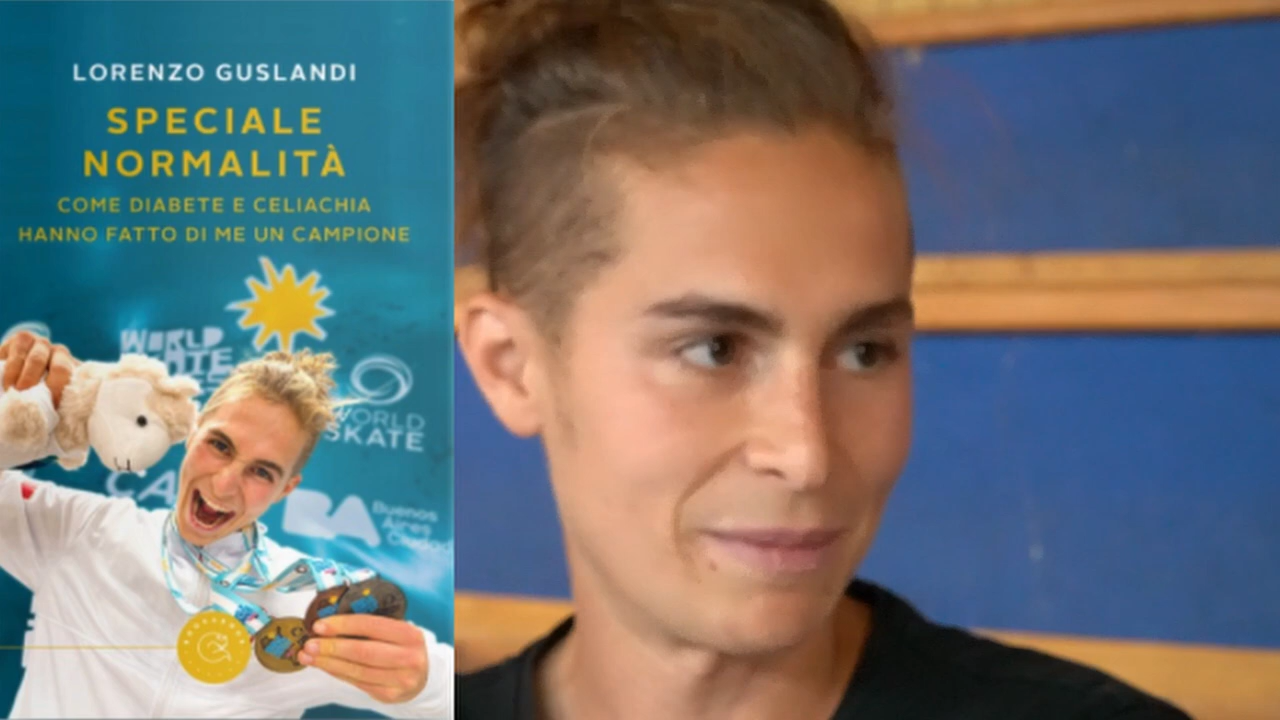 LORENZO GUSLANDI
SPECIALE
NORMALITÀ
COME DIABETE E CELIACHIA
HANNO FATTO DI ME UN CAMPIONE
WORLD
WORLD
SKATE
BA
Buenos
Aires
Ciudad